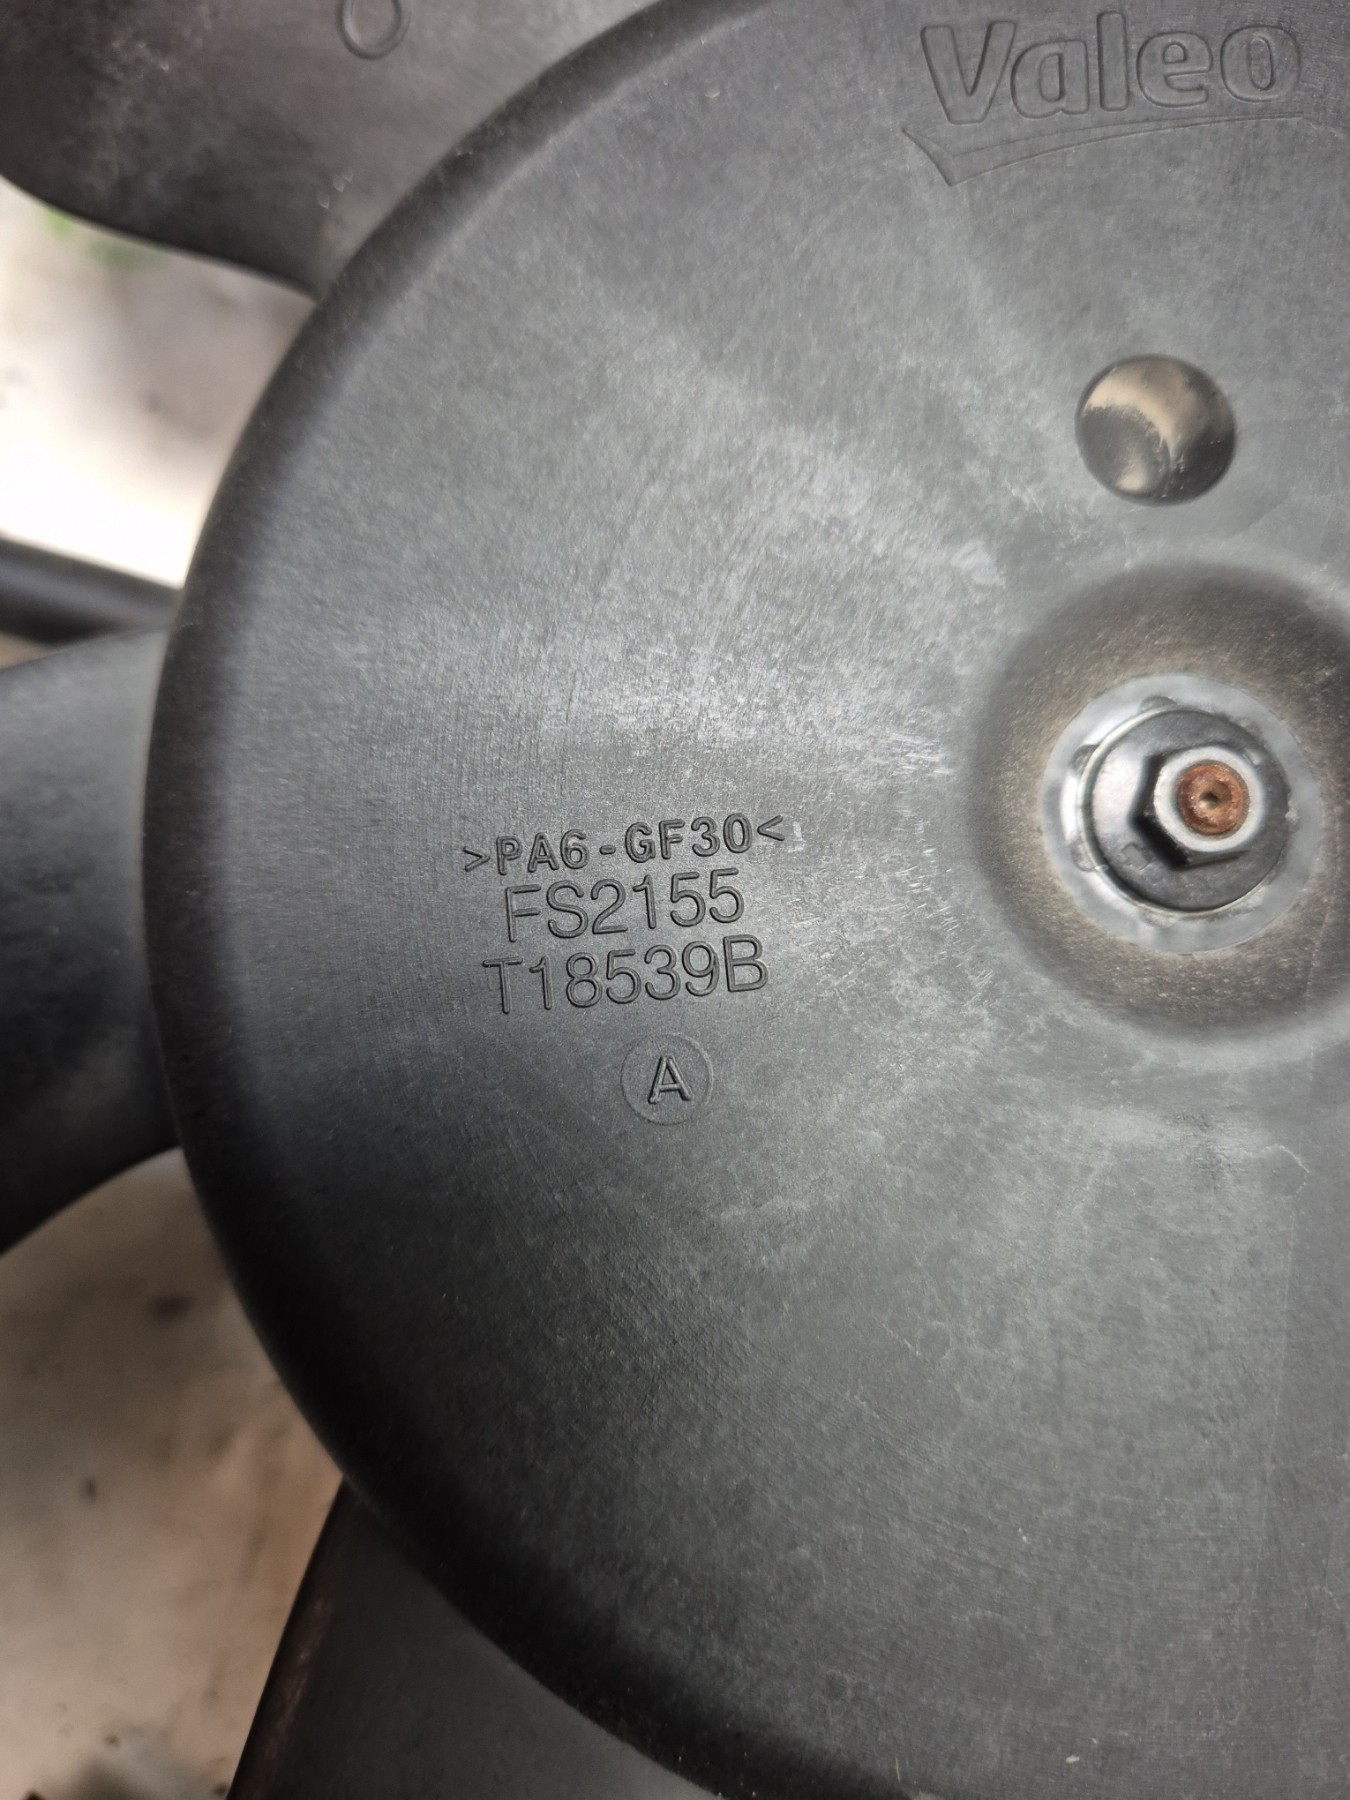 Valeo
>PA6-GF30<
FS2155
T18539B
A